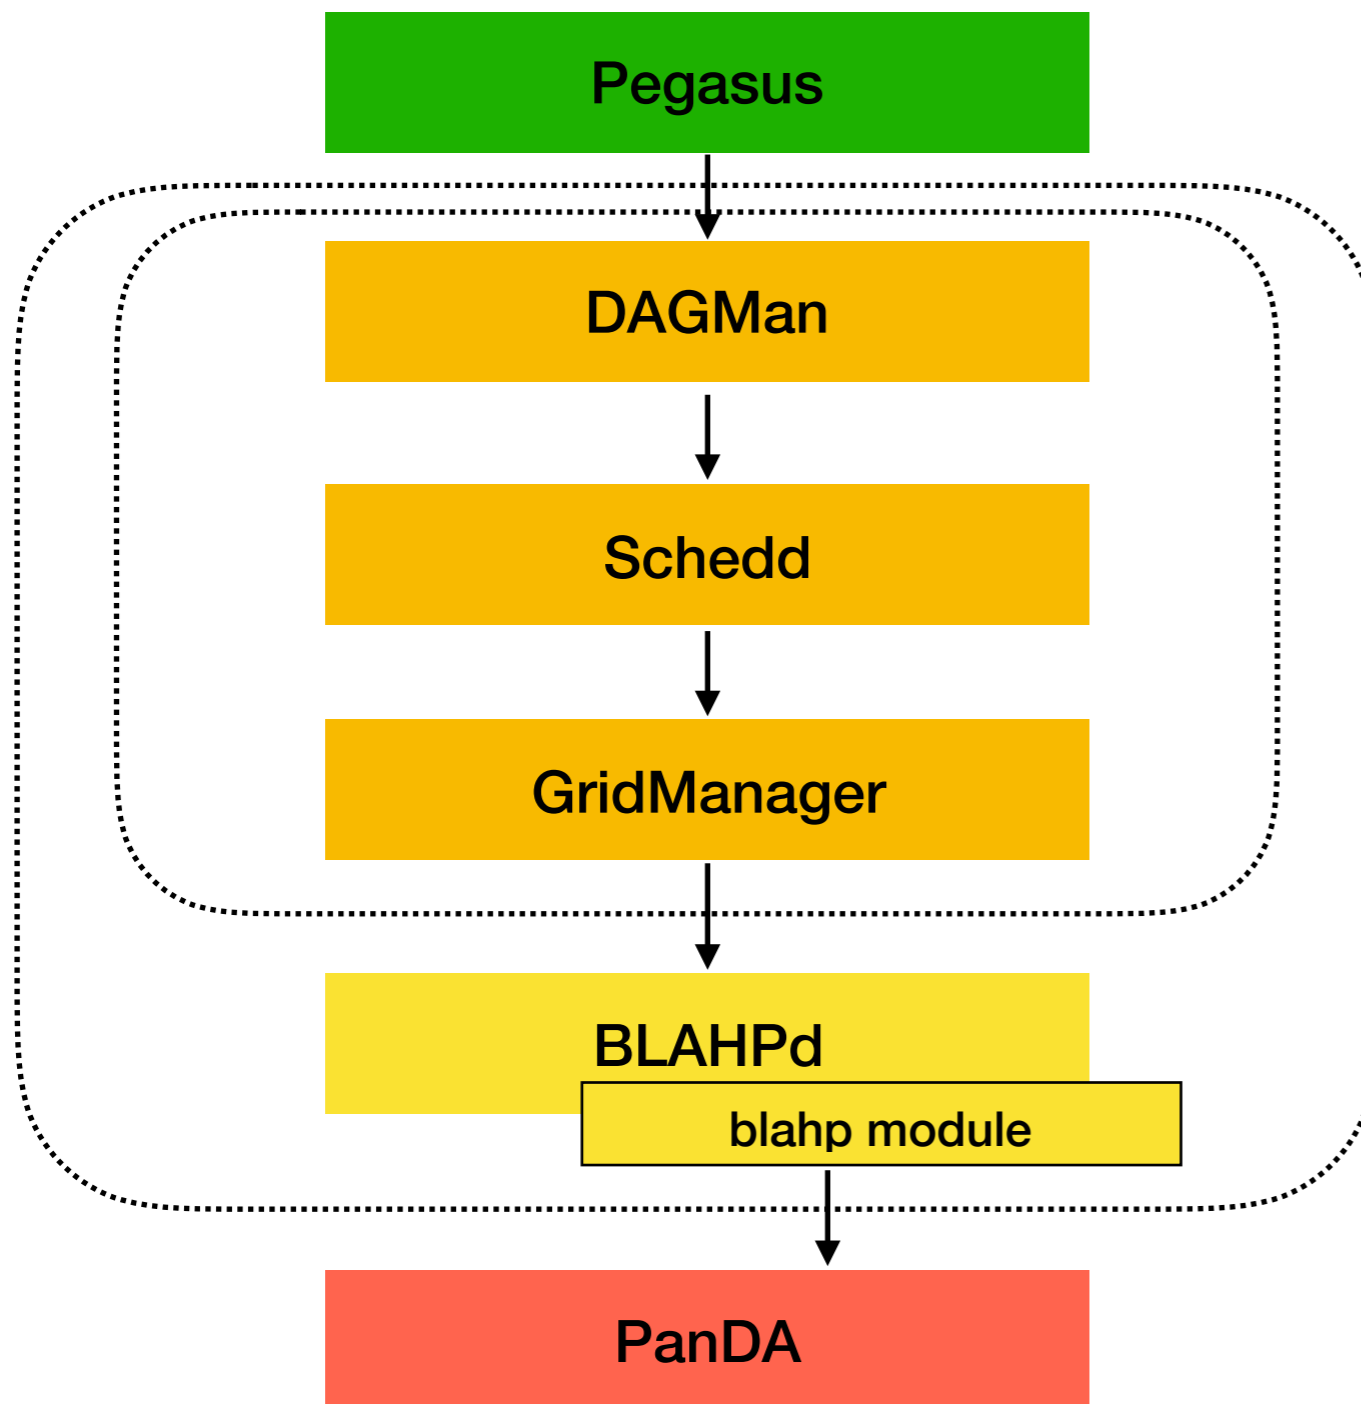 Pegasus
DAGMan
Schedd
GridManager
BLAHPd
blahp module
PanDA